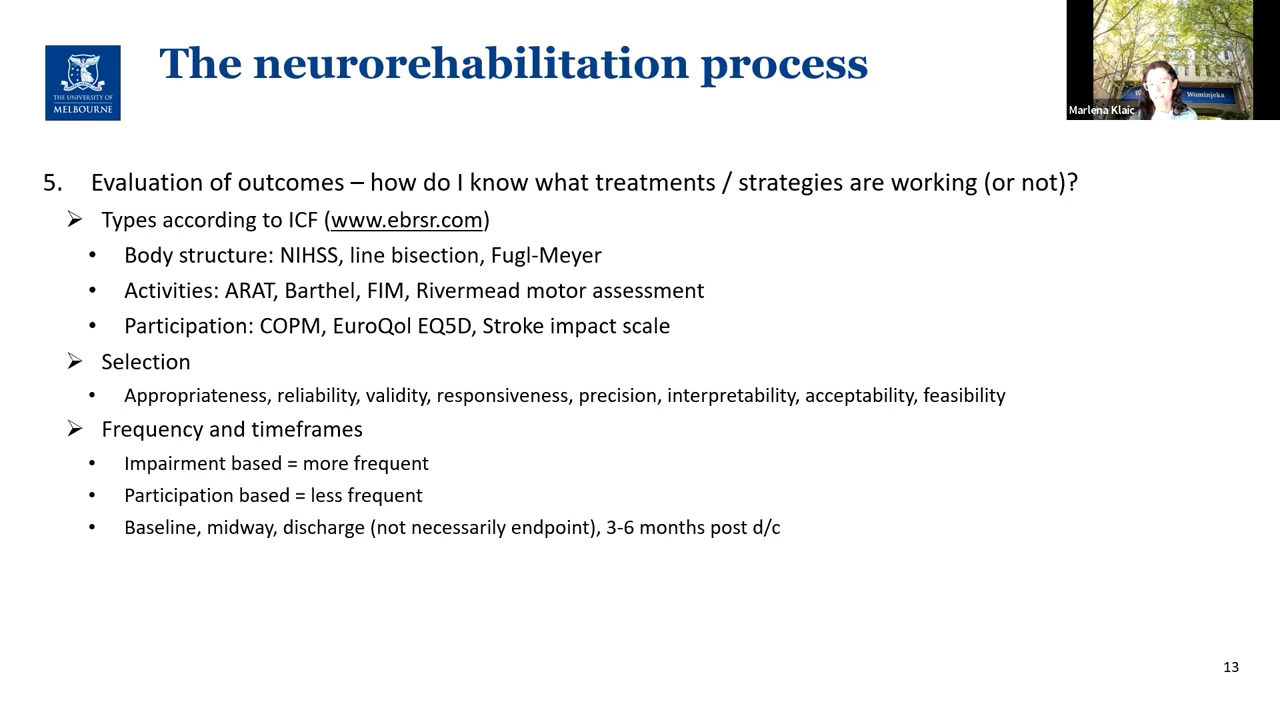 The neurorehabilitation process
THE UNIVERSITY OF
MELBOURNE
Wominjeka
Marlena Klaic
5. Evaluation of outcomes – how do I know what treatments / strategies are working (or not)?
➢ Types according to ICF (www.ebrsr.com)
• Body structure: NIHSS, line bisection, Fugl-Meyer
• Activities: ARAT, Barthel, FIM, Rivermead motor assessment
• Participation: COPM, EuroQol EQ5D, Stroke impact scale
➢ Selection
• Appropriateness, reliability, validity, responsiveness, precision, interpretability, acceptability, feasibility
➢ Frequency and timeframes
• Impairment based = more frequent
• Participation based = less frequent
• Baseline, midway, discharge (not necessarily endpoint), 3-6 months post d/c
13